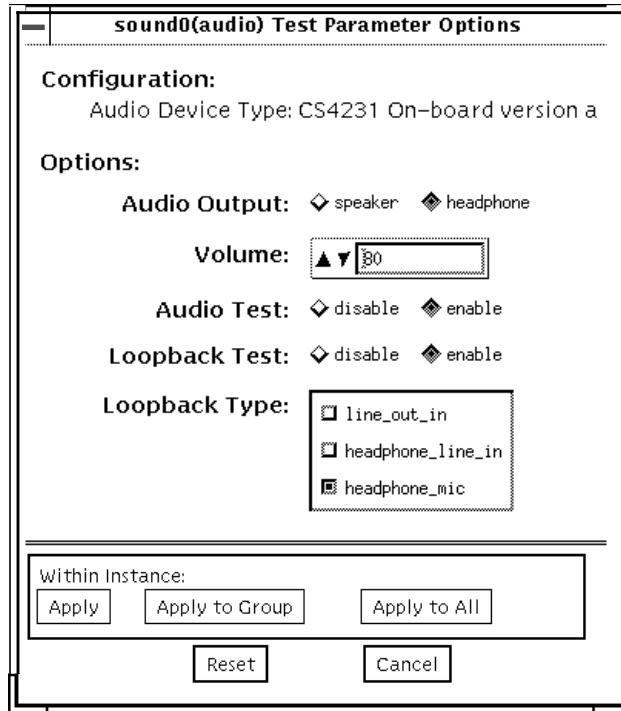 sound0(audio) Test Parameter Options
Configuration:
Audio Device Type: CS4231 On-board version a
Options:
Audio Output: speaker headphone
Volume: 80
Audio Test: disable enable
Loopback Test: disable enable
Loopback Type: line_out_in
headphone_line_in
headphone_mic
Within Instance:
Apply Apply to Group Apply to All
Reset Cancel